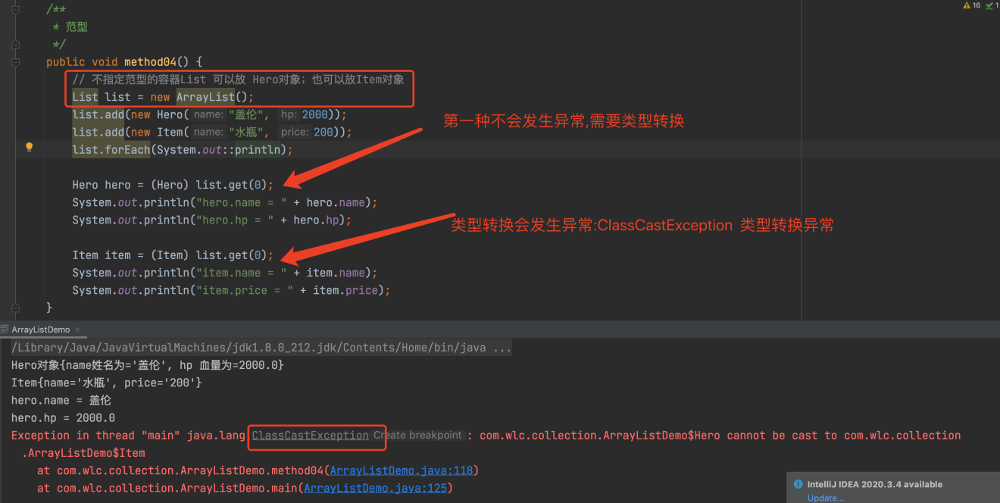 /**
* 范型
*/
⚠ 16 ✓ 1
public void method04() {
// 不指定范型的容器List 可以放 Hero对象; 也可以放Item对象
List list = new ArrayList();
list.add(new Hero( name: "盖伦", hp: 2000));
list.add(new Item( name: "水瓶", price: 200));
list.forEach(System.out::println);
第一种不会发生异常,需要类型转换
Hero hero = (Hero) list.get(0);
System.out.println("hero.name = " + hero.name);
System.out.println("hero.hp = " + hero.hp);
类型转换会发生异常:ClassCastException 类型转换异常
Item item = (Item) list.get(0);
System.out.println("item.name = " + item.name);
System.out.println("item.price = " + item.price);
}
ArrayListDemo ×
/Library/Java/JavaVirtualMachines/jdk1.8.0_212.jdk/Contents/Home/bin/java ...
Hero对象{name姓名为='盖伦', hp 血量为=2000.0}
Item{name='水瓶', price='200'}
hero.name = 盖伦
hero.hp = 2000.0
Exception in thread "main" java.lang ClassCastException Create breakpoint : com.wlc.collection.ArrayListDemo$Hero cannot be cast to com.wlc.collection
.ArrayListDemo$Item
at com.wlc.collection.ArrayListDemo.method04(ArrayListDemo.java:118)
at com.wlc.collection.ArrayListDemo.main(ArrayListDemo.java:125)
IntelliJ IDEA 2020.3.4 available
Update...